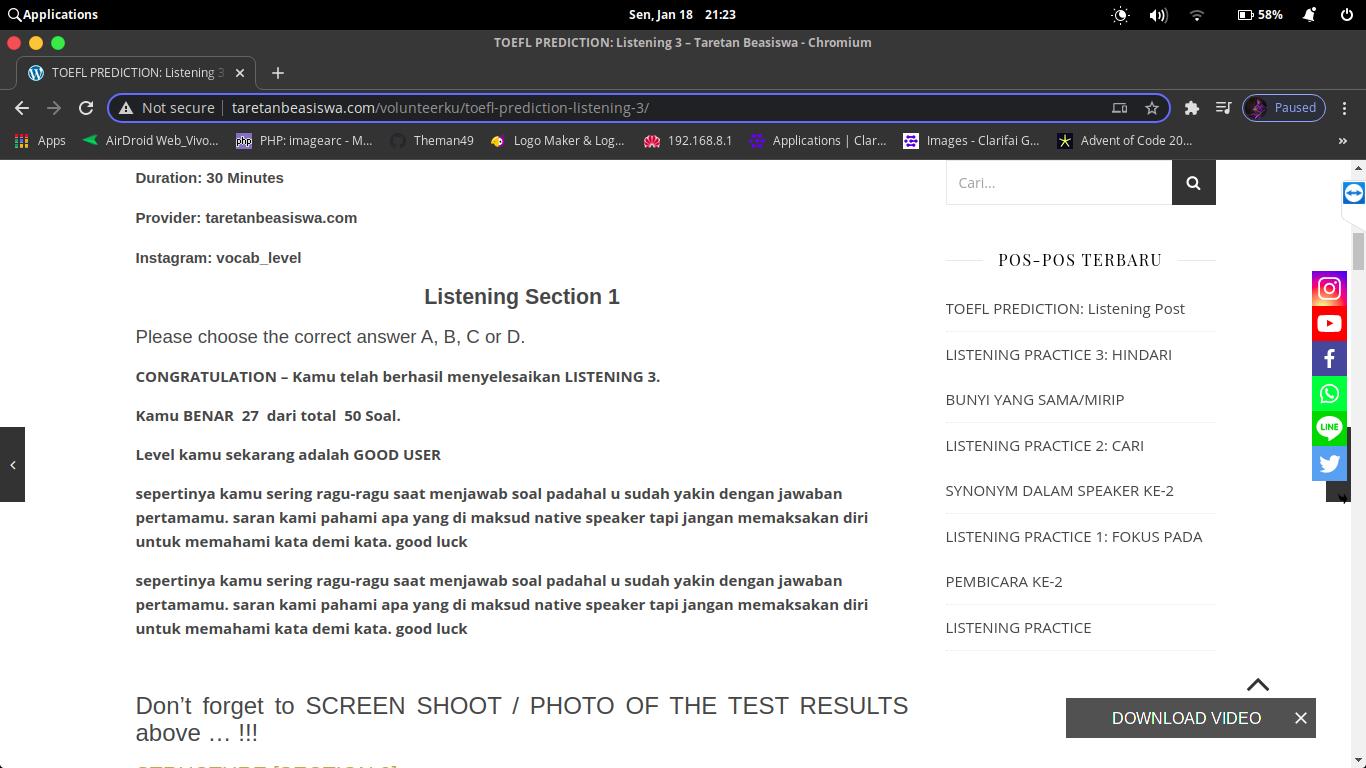 Applications
Sen, Jan 18 21:23
58%
TOEFL PREDICTION: Listening 3 – Taretan Beasiswa - Chromium
TOEFL PREDICTION: Listening 3
Not secure
taretanbeasiswa.com/volunteerku/toefl-prediction-listening-3/
Paused
Apps
AirDroid Web_Vivo...
php
PHP: imagearc - M...
Theman49
Logo Maker & Log...
192.168.8.1
Applications | Clar...
Images - Clarifai G...
Advent of Code 20...
»
Duration: 30 Minutes
Provider: taretanbeasiswa.com
Instagram: vocab_level
Listening Section 1
Please choose the correct answer A, B, C or D.
CONGRATULATION – Kamu telah berhasil menyelesaikan LISTENING 3.
Kamu BENAR 27 dari total 50 Soal.
Level kamu sekarang adalah GOOD USER
sepertinya kamu sering ragu-ragu saat menjawab soal padahal u sudah yakin dengan jawaban
pertamamu. saran kami pahami apa yang di maksud native speaker tapi jangan memaksakan diri
untuk memahami kata demi kata. good luck
sepertinya kamu sering ragu-ragu saat menjawab soal padahal u sudah yakin dengan jawaban
pertamamu. saran kami pahami apa yang di maksud native speaker tapi jangan memaksakan diri
untuk memahami kata demi kata. good luck
Don't forget to SCREEN SHOOT / PHOTO OF THE TEST RESULTS
above … !!!
Cari...
POS-POS TERBARU
TOEFL PREDICTION: Listening Post
LISTENING PRACTICE 3: HINDARI
BUNYI YANG SAMA/MIRIP
LISTENING PRACTICE 2: CARI
SYNONYM DALAM SPEAKER KE-2
LISTENING PRACTICE 1: FOKUS PADA
PEMBICARA KE-2
LISTENING PRACTICE
LINE
DOWNLOAD VIDEO